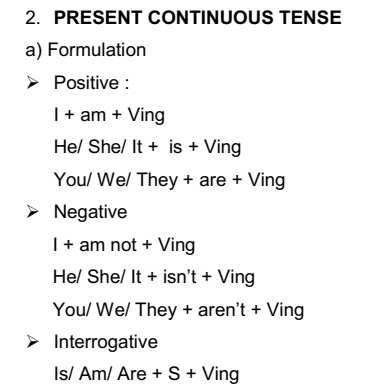 2. PRESENT CONTINUOUS TENSE
a) Formulation
➢ Positive :
I + am + Ving
He/ She/ It + is + Ving
You/ We/ They + are + Ving
➢ Negative
I + am not + Ving
He/ She/ It + isn’t + Ving
You/ We/ They + aren’t + Ving
➢ Interrogative
Is/ Am/ Are + S + Ving